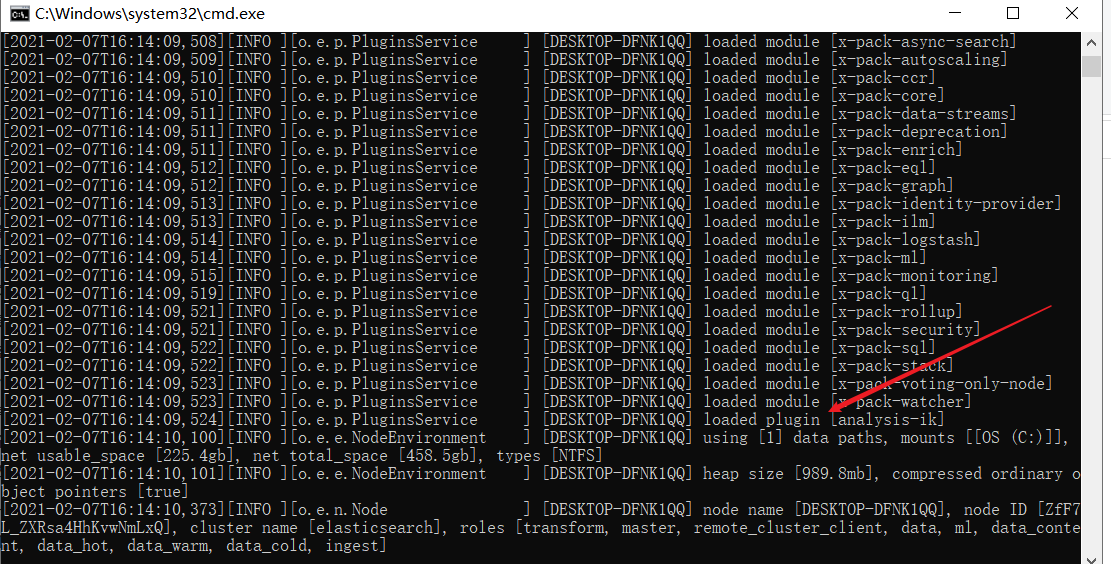 C:\Windows\system32\cmd.exe
[2021-02-07T16:14:09,508][INFO ][o.e.p.PluginsService     ] [DESKTOP-DFNK1QQ] loaded module [x-pack-async-search]
[2021-02-07T16:14:09,509][INFO ][o.e.p.PluginsService     ] [DESKTOP-DFNK1QQ] loaded module [x-pack-autoscaling]
[2021-02-07T16:14:09,510][INFO ][o.e.p.PluginsService     ] [DESKTOP-DFNK1QQ] loaded module [x-pack-ccr]
[2021-02-07T16:14:09,510][INFO ][o.e.p.PluginsService     ] [DESKTOP-DFNK1QQ] loaded module [x-pack-core]
[2021-02-07T16:14:09,511][INFO ][o.e.p.PluginsService     ] [DESKTOP-DFNK1QQ] loaded module [x-pack-data-streams]
[2021-02-07T16:14:09,511][INFO ][o.e.p.PluginsService     ] [DESKTOP-DFNK1QQ] loaded module [x-pack-deprecation]
[2021-02-07T16:14:09,511][INFO ][o.e.p.PluginsService     ] [DESKTOP-DFNK1QQ] loaded module [x-pack-enrich]
[2021-02-07T16:14:09,512][INFO ][o.e.p.PluginsService     ] [DESKTOP-DFNK1QQ] loaded module [x-pack-eql]
[2021-02-07T16:14:09,512][INFO ][o.e.p.PluginsService     ] [DESKTOP-DFNK1QQ] loaded module [x-pack-graph]
[2021-02-07T16:14:09,513][INFO ][o.e.p.PluginsService     ] [DESKTOP-DFNK1QQ] loaded module [x-pack-identity-provider]
[2021-02-07T16:14:09,513][INFO ][o.e.p.PluginsService     ] [DESKTOP-DFNK1QQ] loaded module [x-pack-ilm]
[2021-02-07T16:14:09,514][INFO ][o.e.p.PluginsService     ] [DESKTOP-DFNK1QQ] loaded module [x-pack-logstash]
[2021-02-07T16:14:09,514][INFO ][o.e.p.PluginsService     ] [DESKTOP-DFNK1QQ] loaded module [x-pack-ml]
[2021-02-07T16:14:09,515][INFO ][o.e.p.PluginsService     ] [DESKTOP-DFNK1QQ] loaded module [x-pack-monitoring]
[2021-02-07T16:14:09,519][INFO ][o.e.p.PluginsService     ] [DESKTOP-DFNK1QQ] loaded module [x-pack-ql]
[2021-02-07T16:14:09,521][INFO ][o.e.p.PluginsService     ] [DESKTOP-DFNK1QQ] loaded module [x-pack-rollup]
[2021-02-07T16:14:09,521][INFO ][o.e.p.PluginsService     ] [DESKTOP-DFNK1QQ] loaded module [x-pack-security]
[2021-02-07T16:14:09,522][INFO ][o.e.p.PluginsService     ] [DESKTOP-DFNK1QQ] loaded module [x-pack-sql]
[2021-02-07T16:14:09,522][INFO ][o.e.p.PluginsService     ] [DESKTOP-DFNK1QQ] loaded module [x-pack-stack]
[2021-02-07T16:14:09,523][INFO ][o.e.p.PluginsService     ] [DESKTOP-DFNK1QQ] loaded module [x-pack-voting-only-node]
[2021-02-07T16:14:09,523][INFO ][o.e.p.PluginsService     ] [DESKTOP-DFNK1QQ] loaded module [x-pack-watcher]
[2021-02-07T16:14:09,524][INFO ][o.e.p.PluginsService     ] [DESKTOP-DFNK1QQ] loaded plugin [analysis-ik]
[2021-02-07T16:14:10,100][INFO ][o.e.e.NodeEnvironment    ] [DESKTOP-DFNK1QQ] using [1] data paths, mounts [[OS (C:)]],
net usable_space [225.4gb], net total_space [458.5gb], types [NTFS]
[2021-02-07T16:14:10,101][INFO ][o.e.e.NodeEnvironment    ] [DESKTOP-DFNK1QQ] heap size [989.8mb], compressed ordinary o
bject pointers [true]
[2021-02-07T16:14:10,373][INFO ][o.e.n.Node               ] [DESKTOP-DFNK1QQ] node name [DESKTOP-DFNK1QQ], node ID [ZfF7
L_ZXRsa4HhKvwNmLxQ], cluster name [elasticsearch], roles [transform, master, remote_cluster_client, data, ml, data_conte
nt, data_hot, data_warm, data_cold, ingest]